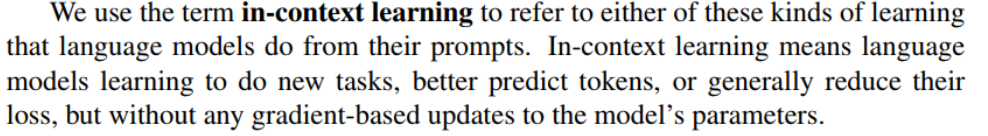 We use the term in-context learning to refer to either of these kinds of learning
that language models do from their prompts. In-context learning means language
models learning to do new tasks, better predict tokens, or generally reduce their
loss, but without any gradient-based updates to the model's parameters.